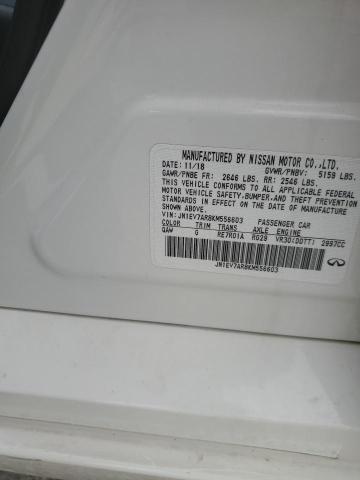 MANUFACTURED BY NISSAN MOTOR CO., LTD.
DATE: 11/18 GVWR/PNBV: 5159 LBS.
GAWR/PNBE FR: 2646 LBS. RR: 2546 LBS.
THIS VEHICLE CONFORMS TO ALL APPLICABLE FEDERAL
MOTOR VEHICLE SAFETY, BUMPER, AND THEFT PREVENTION
STANDARDS IN EFFECT ON THE DATE OF MANUFACTURE
SHOWN ABOVE.
VIN: JN1EV7AR8KM556603 PASSENGER CAR
COLOR TRIM TRANS AXLE ENGINE
QAW G RE7R01A RG29 VR30(DDTT) 2997CC
JN1EV7AR8KM556603